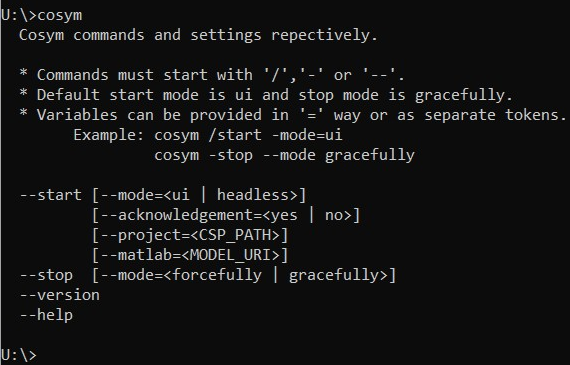 U:\>cosym
Cosym commands and settings repectively.
* Commands must start with '/','-' or '--'.
* Default start mode is ui and stop mode is gracefully.
* Variables can be provided in '=' way or as separate tokens.
Example: cosym /start -mode=ui
cosym -stop --mode gracefully
--start [--mode=<ui | headless>]
[--acknowledgement=<yes | no>]
[--project=<CSP_PATH>]
[--matlab=<MODEL_URI>]
--stop [--mode=<forcefully | gracefully>]
--version
--help
U:\>